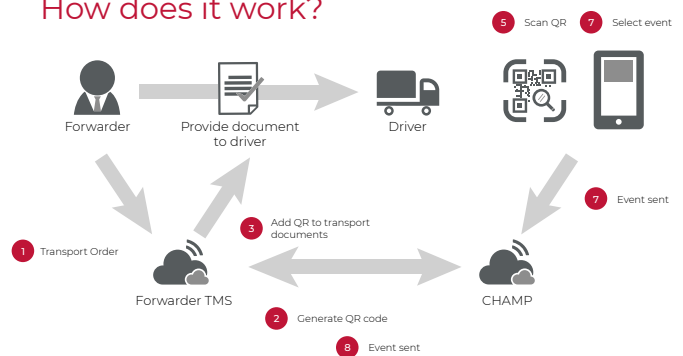 How does it work?
5 Scan QR 7 Select event
Forwarder
Provide document
to driver
Driver
7 Event sent
3 Add QR to transport
documents
1 Transport Order
Forwarder TMS
CHAMP
2 Generate QR code
8 Event sent